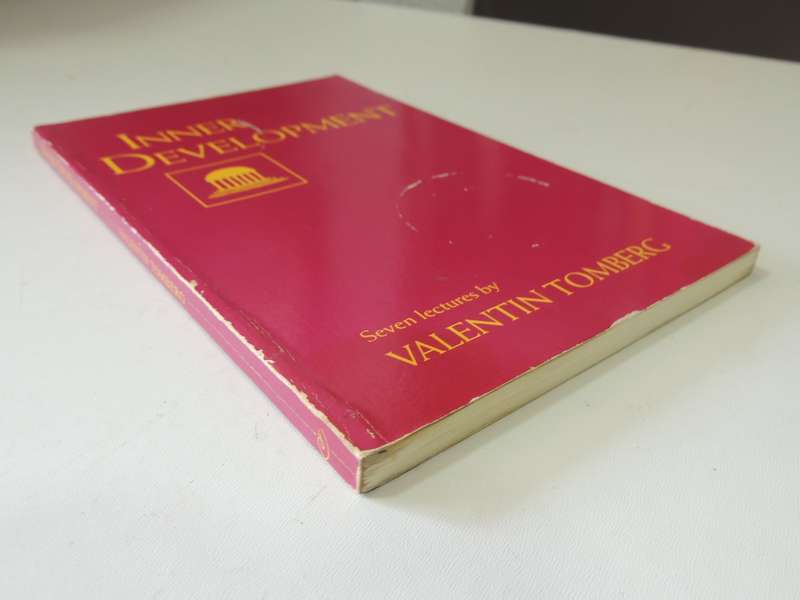 INNER
DEVELOPMENT
Seven lectures by
VALENTIN TOMBERG